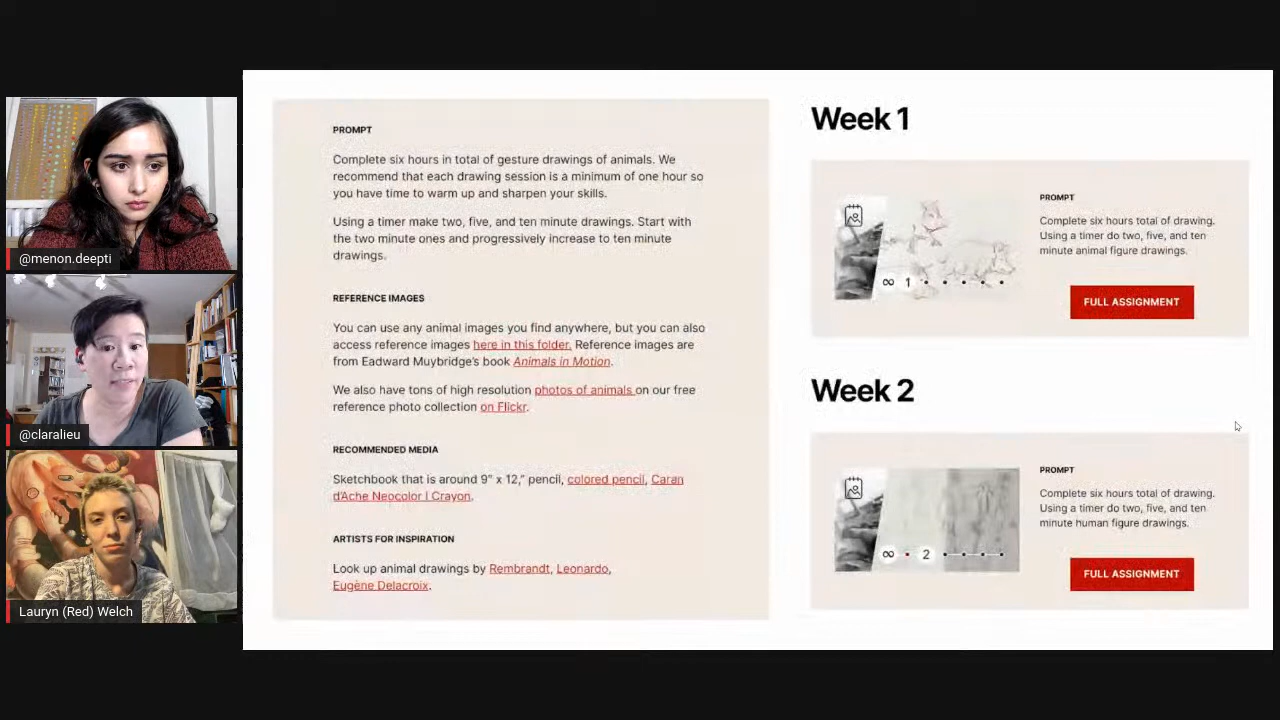 @menon.deepti
@claralieu
Lauryn (Red) Welch
PROMPT
Complete six hours in total of gesture drawings of animals. We
recommend that each drawing session is a minimum of one hour so
you have time to warm up and sharpen your skills.
Using a timer make two, five, and ten minute drawings. Start with
the two minute ones and progressively increase to ten minute
drawings.
REFERENCE IMAGES
You can use any animal images you find anywhere, but you can also
access reference images here in this folder. Reference images are
from Eadward Muybridge's book Animals in Motion.
We also have tons of high resolution photos of animals on our free
reference photo collection on Flickr.
RECOMMENDED MEDIA
Sketchbook that is around 9" x 12," pencil, colored pencil, Caran
d'Ache Neocolor I Crayon.
ARTISTS FOR INSPIRATION
Look up animal drawings by Rembrandt, Leonardo,
Eugène Delacroix.
Week 1
1
PROMPT
Complete six hours total of drawing.
Using a timer do two, five, and ten
minute animal figure drawings.
FULL ASSIGNMENT
Week 2
2
PROMPT
Complete six hours total of drawing.
Using a timer do two, five, and ten
minute human figure drawings.
FULL ASSIGNMENT